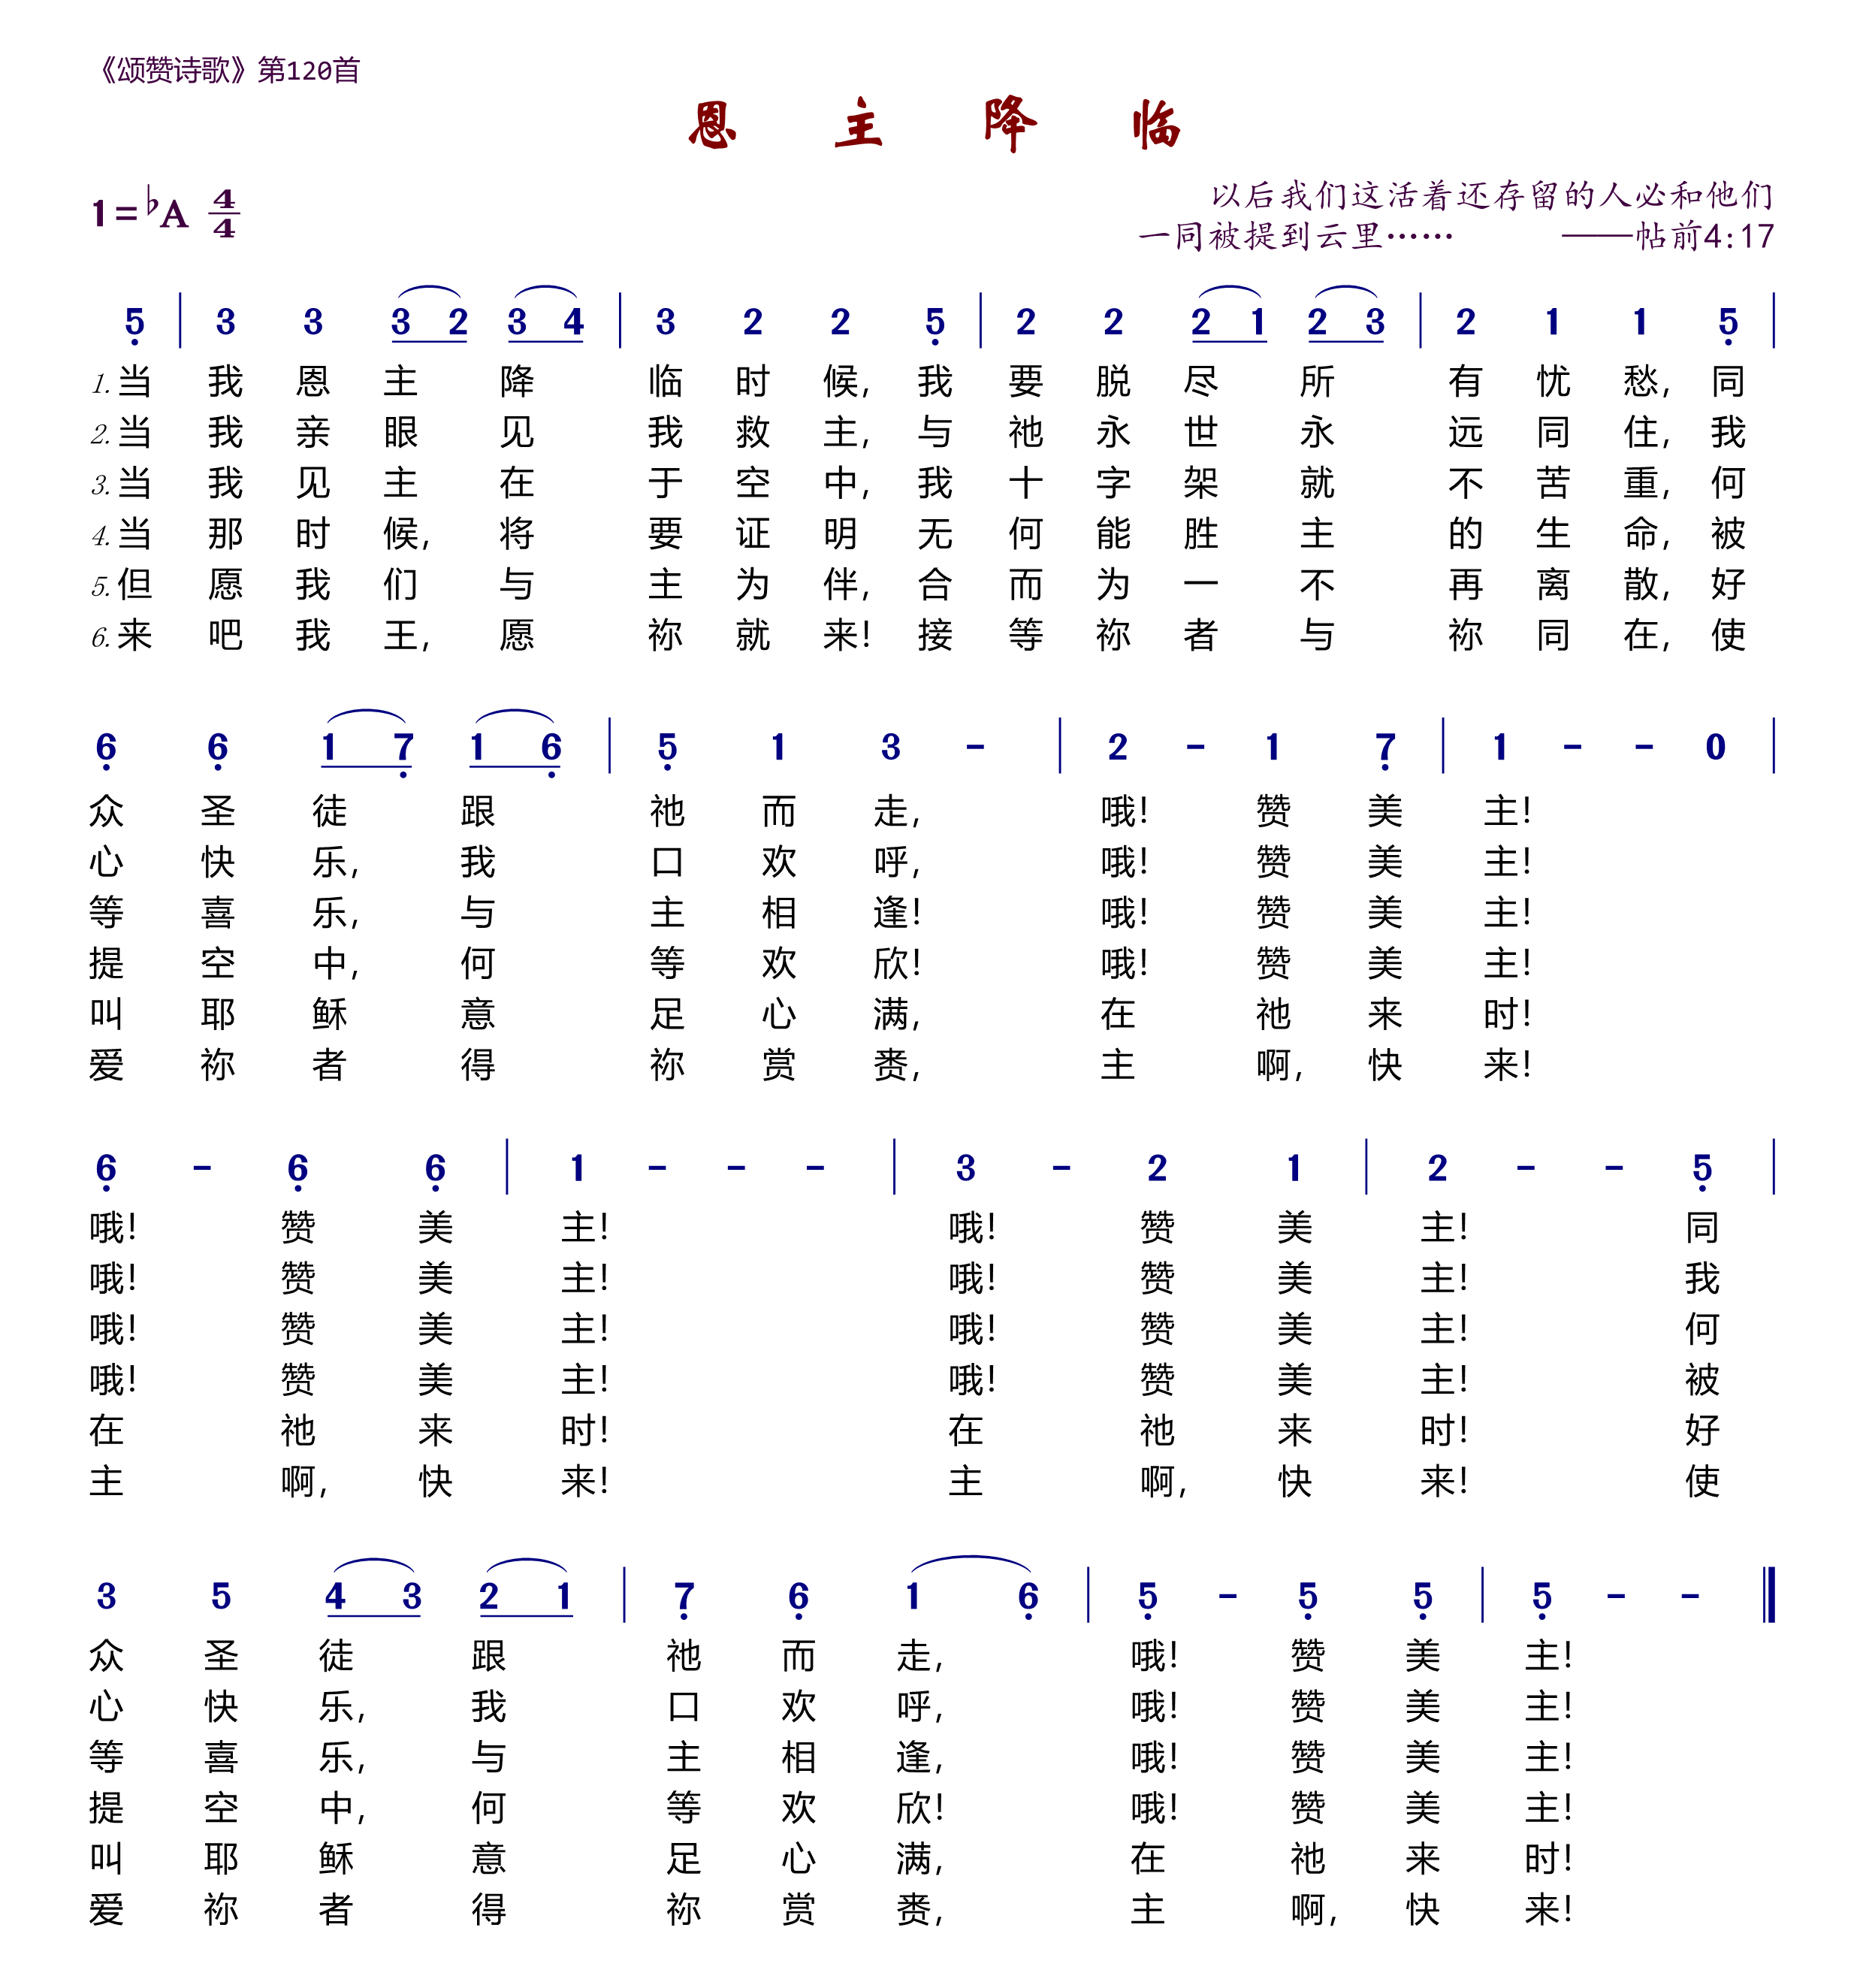 《颂赞诗歌》第120首
恩 主 降 临
1=♭A 4/4
以后我们这活着还存留的人必和他们
一同被提到云里…… ——帖前4:17
5̣ | 3 3 3 2 3 4 | 3 2 2 5̣ | 2 2 2 1 2 3 | 2 1 1 5̣ |
1.当 我 恩 主 降 临 时 候, 我 要 脱 尽 所 有 忧 愁, 同
2.当 我 亲 眼 见 我 救 主, 与 祂 永 世 永 远 同 住, 我
3.当 我 见 主 在 于 空 中, 我 十 字 架 就 不 苦 重, 何
4.当 那 时 候, 将 要 证 明 无 何 能 胜 主 的 生 命, 被
5.但 愿 我 们 与 主 为 伴, 合 而 为 一 不 再 离 散, 好
6.来 吧 我 王, 愿 祢 就 来! 接 等 祢 者 与 祢 同 在, 使
6̣ 6̣ 1 7̣ 1 6̣ | 5̣ 1 3 - | 2 - 1 7̣ | 1 - - 0 |
众 圣 徒 跟 祂 而 走, 哦! 赞 美 主!
心 快 乐, 我 口 欢 呼, 哦! 赞 美 主!
等 喜 乐, 与 主 相 逢! 哦! 赞 美 主!
提 空 中, 何 等 欢 欣! 哦! 赞 美 主!
叫 耶 稣 意 足 心 满, 在 祂 来 时!
爱 祢 者 得 祢 赏 赉, 主 啊, 快 来!
6̣ - 6̣ 6̣ | 1 - - - | 3 - 2 1 | 2 - - 5̣ |
哦! 赞 美 主! 哦! 赞 美 主! 同
哦! 赞 美 主! 哦! 赞 美 主! 我
哦! 赞 美 主! 哦! 赞 美 主! 何
哦! 赞 美 主! 哦! 赞 美 主! 被
在 祂 来 时! 在 祂 来 时! 好
主 啊, 快 来! 主 啊, 快 来! 使
3 5 4 3 2 1 | 7̣ 6̣ 1 6̣ | 5̣ - 5̣ 5̣ | 5̣ - - ‖
众 圣 徒 跟 祂 而 走, 哦! 赞 美 主!
心 快 乐, 我 口 欢 呼, 哦! 赞 美 主!
等 喜 乐, 与 主 相 逢, 哦! 赞 美 主!
提 空 中, 何 等 欢 欣! 哦! 赞 美 主!
叫 耶 稣 意 足 心 满, 在 祂 来 时!
爱 祢 者 得 祢 赏 赉, 主 啊, 快 来!